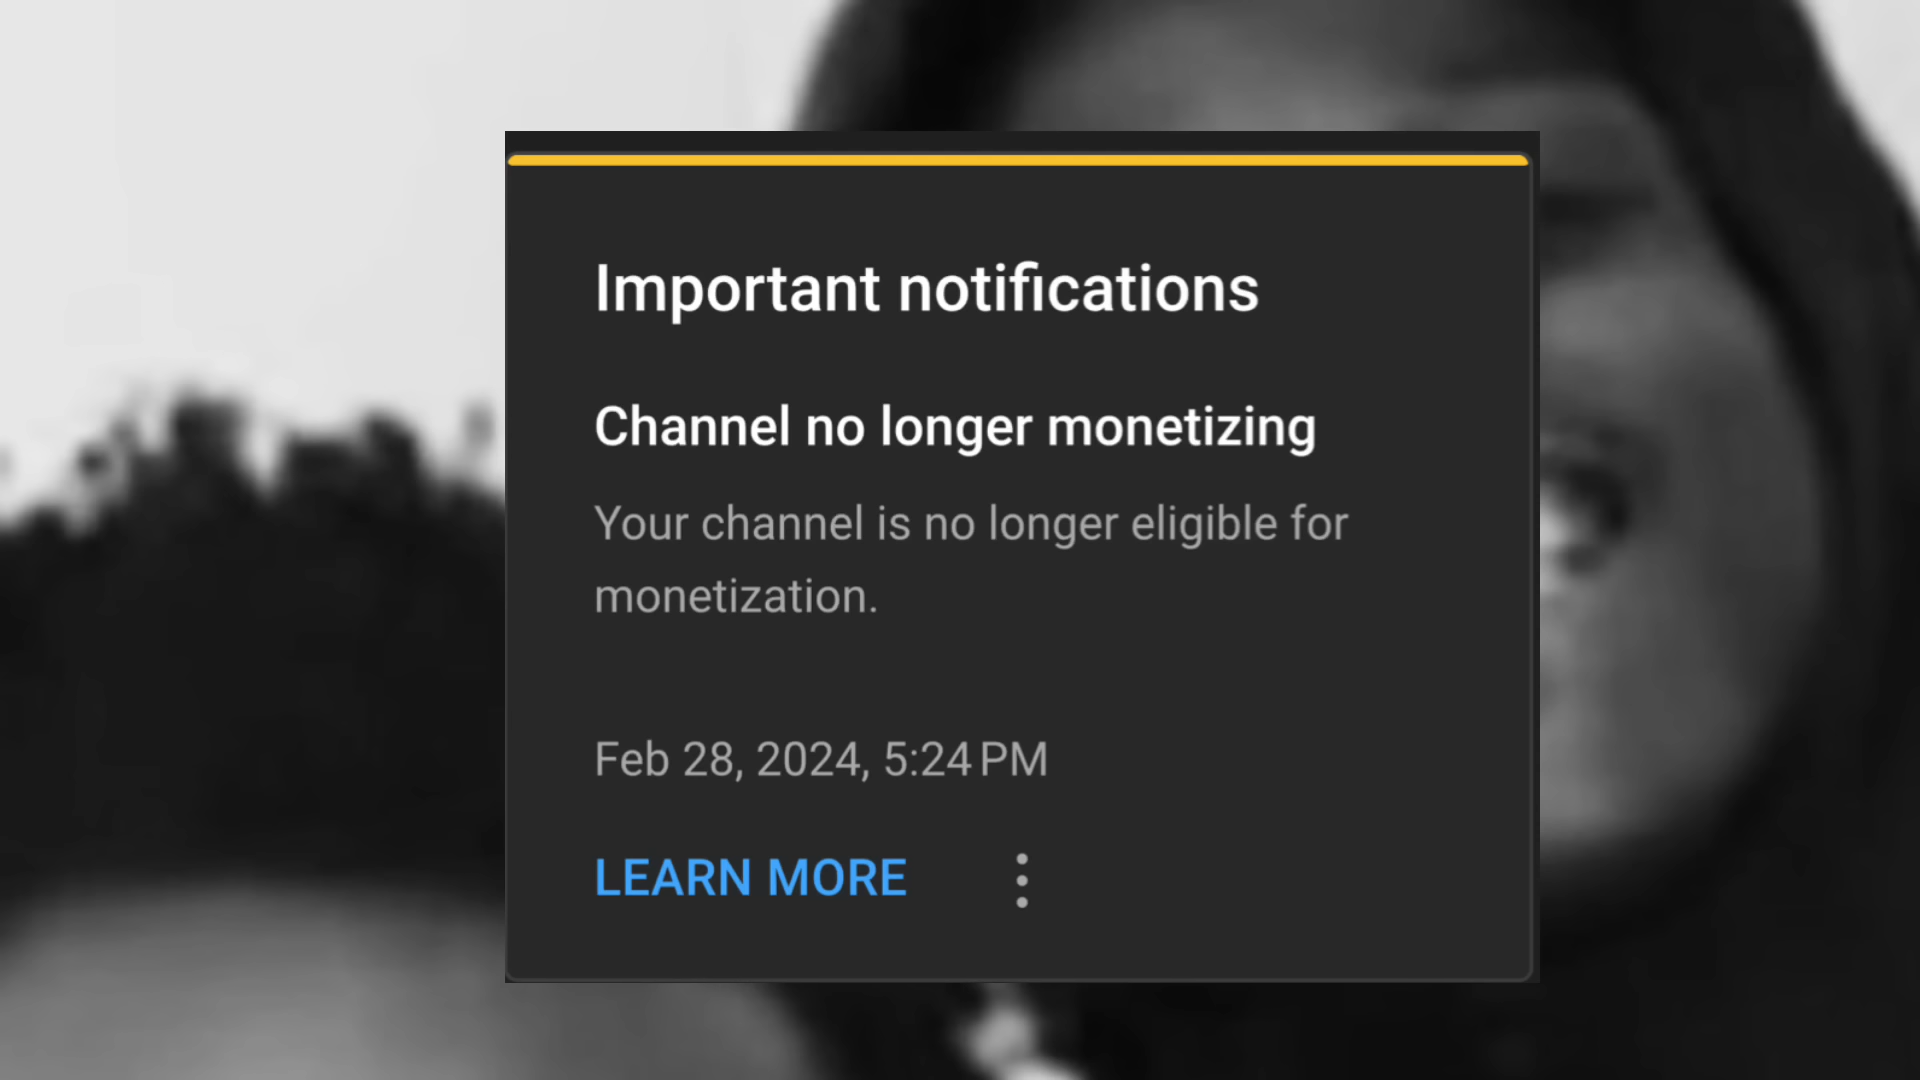 Important notifications
Channel no longer monetizing
Your channel is no longer eligible for
monetization.
Feb 28, 2024, 5:24 PM
LEARN MORE